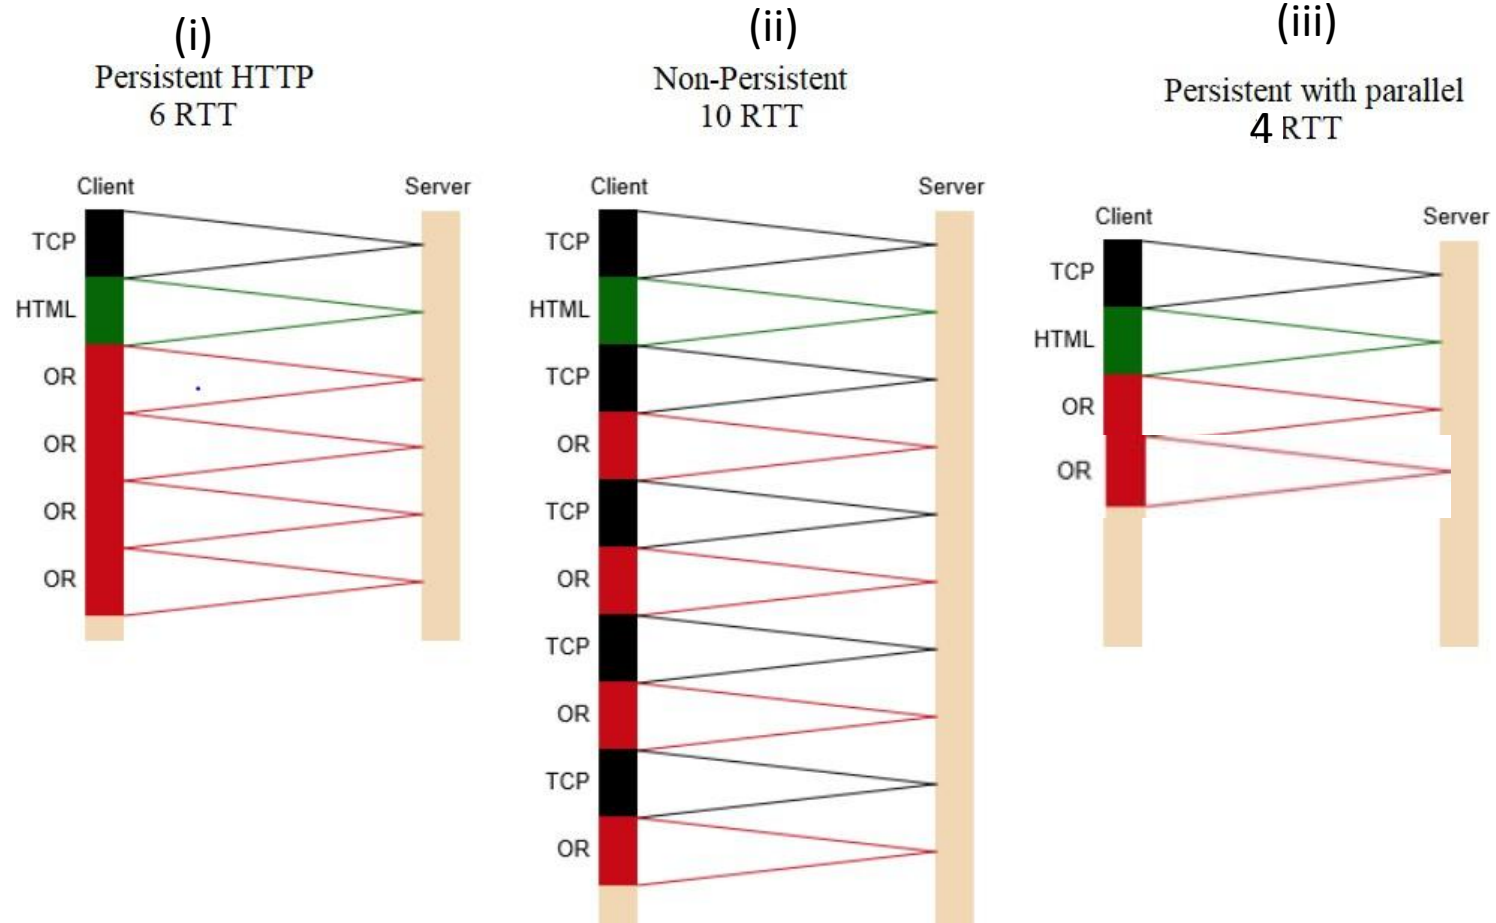 (i)
Persistent HTTP
6 RTT
Client
Server
TCP
HTML
OR
OR
OR
OR
(ii)
Non-Persistent
10 RTT
Client
Server
TCP
HTML
TCP
OR
TCP
OR
TCP
OR
TCP
OR
(iii)
Persistent with parallel
4 RTT
Client
Server
TCP
HTML
OR
OR